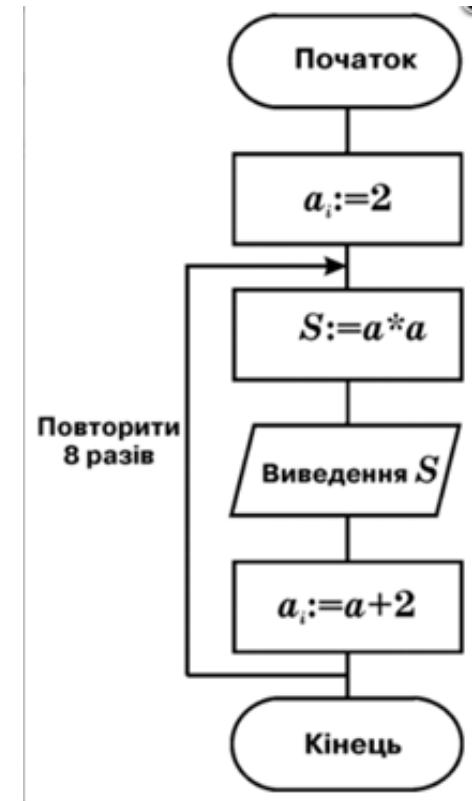 Початок
aᵢ:=2
S:=a*a
Повторити
8 разів
Виведення S
aᵢ:=a+2
Кінець